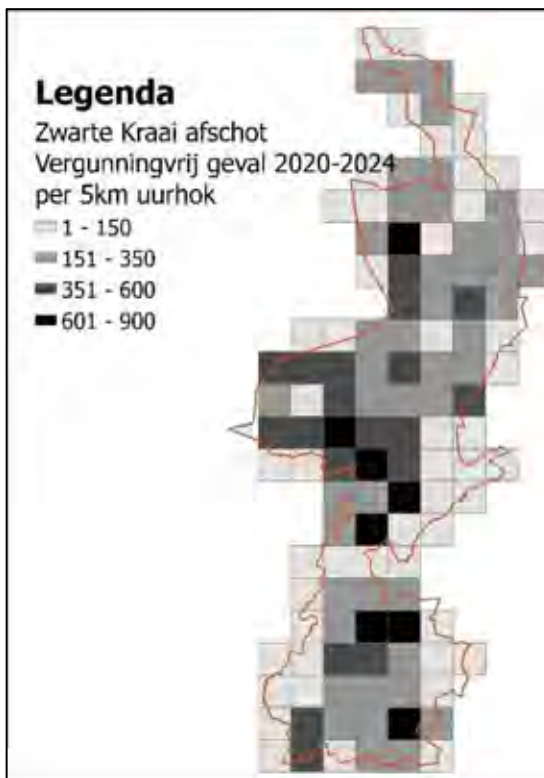 Legenda
Zwarte Kraai afschot
Vergunningvrij geval 2020-2024
per 5km uurhok
1 - 150
151 - 350
351 - 600
601 - 900